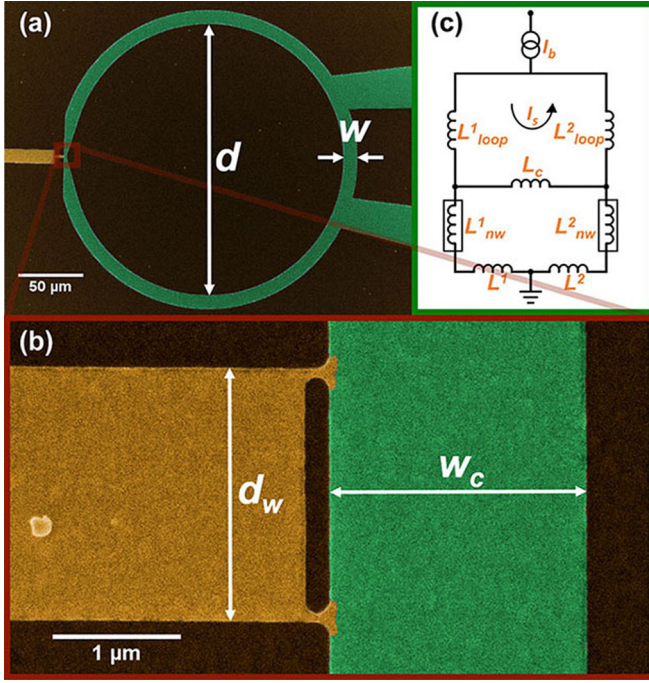 (a)
d
w
50 µm
(c)
I_b
L^1_loop
I_s
L^2_loop
L_c
L^1_nw
L^2_nw
L^1
L^2
(b)
d_w
w_c
1 µm